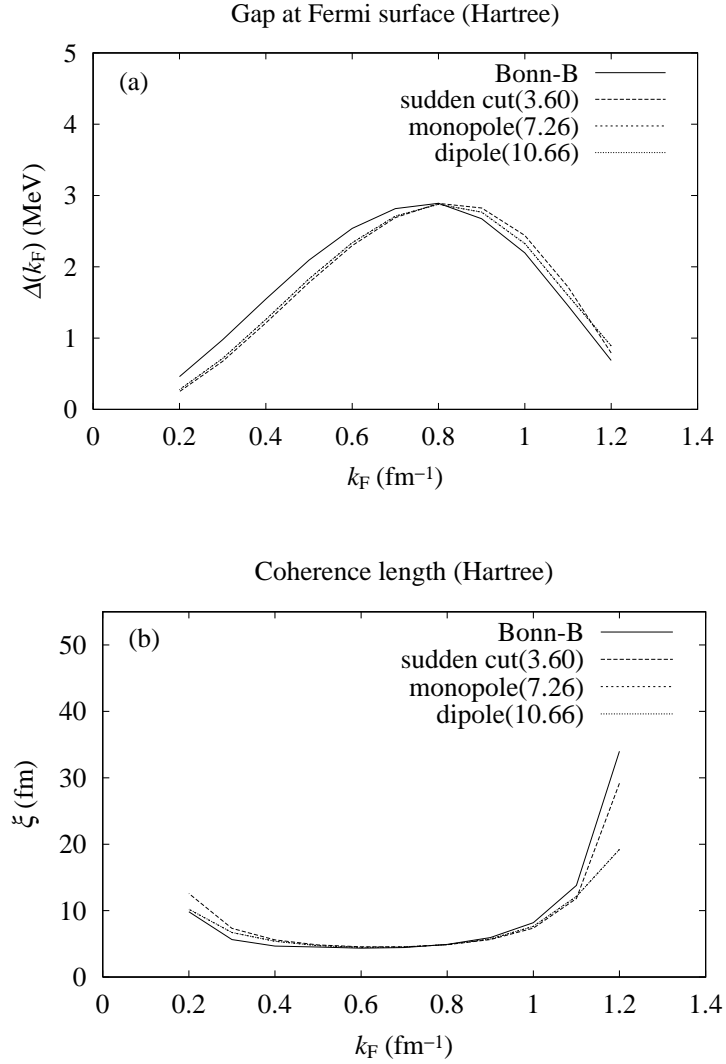 Gap at Fermi surface (Hartree)
(a)
Bonn-B
sudden cut(3.60)
monopole(7.26)
dipole(10.66)
5
4
3
2
1
0
Δ(kF) (MeV)
0 0.2 0.4 0.6 0.8 1 1.2 1.4
kF (fm⁻¹)
Coherence length (Hartree)
(b)
Bonn-B
sudden cut(3.60)
monopole(7.26)
dipole(10.66)
50
40
30
20
10
0
ξ (fm)
0 0.2 0.4 0.6 0.8 1 1.2 1.4
kF (fm⁻¹)